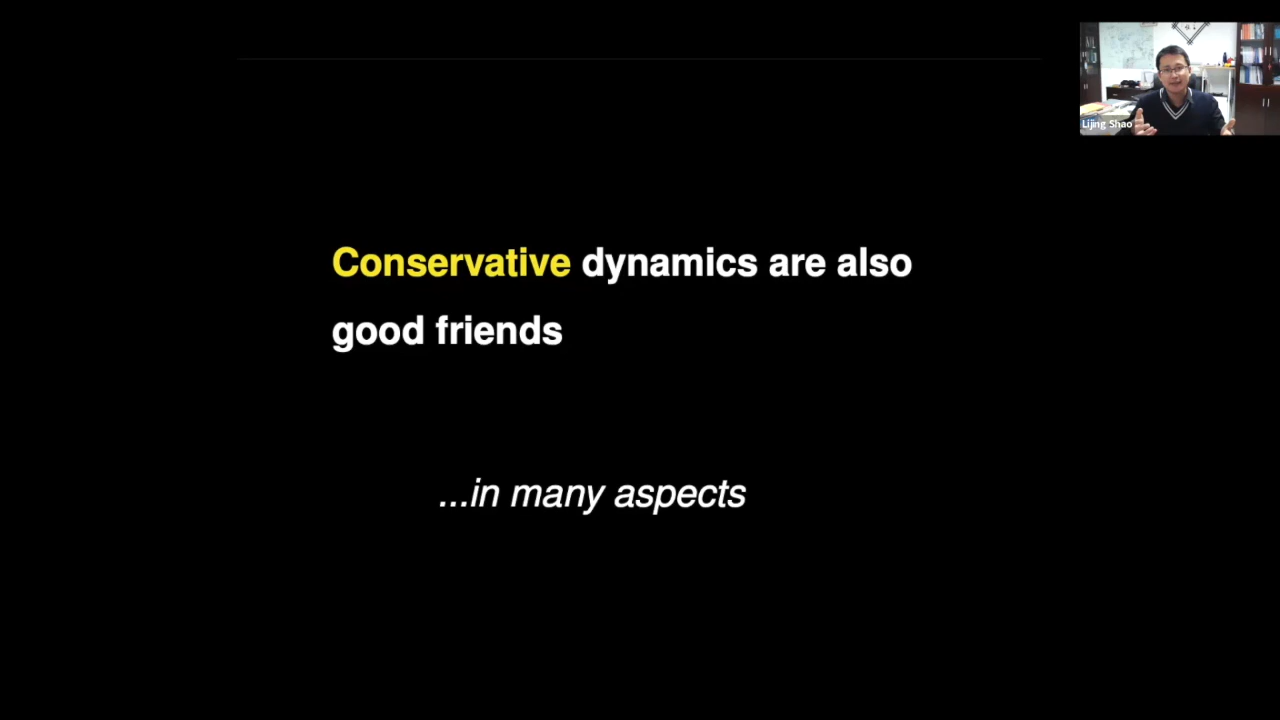 Lijing Shao
Conservative dynamics are also
good friends
...in many aspects